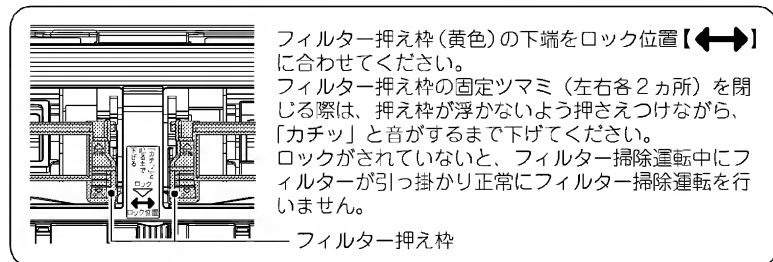 フィルター押え枠(黄色)の下端をロック位置【⟷】
に合わせてください。
フィルター押え枠の固定ツマミ(左右各2ヵ所)を閉
じる際は、押え枠が浮かないよう押さえつけながら、
「カチッ」と音がするまで下げてください。
ロックがされていないと、フィルター掃除運転中にフ
ィルターが引っ掛かり正常にフィルター掃除運転を行
いません。
フィルター押え枠
ロック
ロック位置